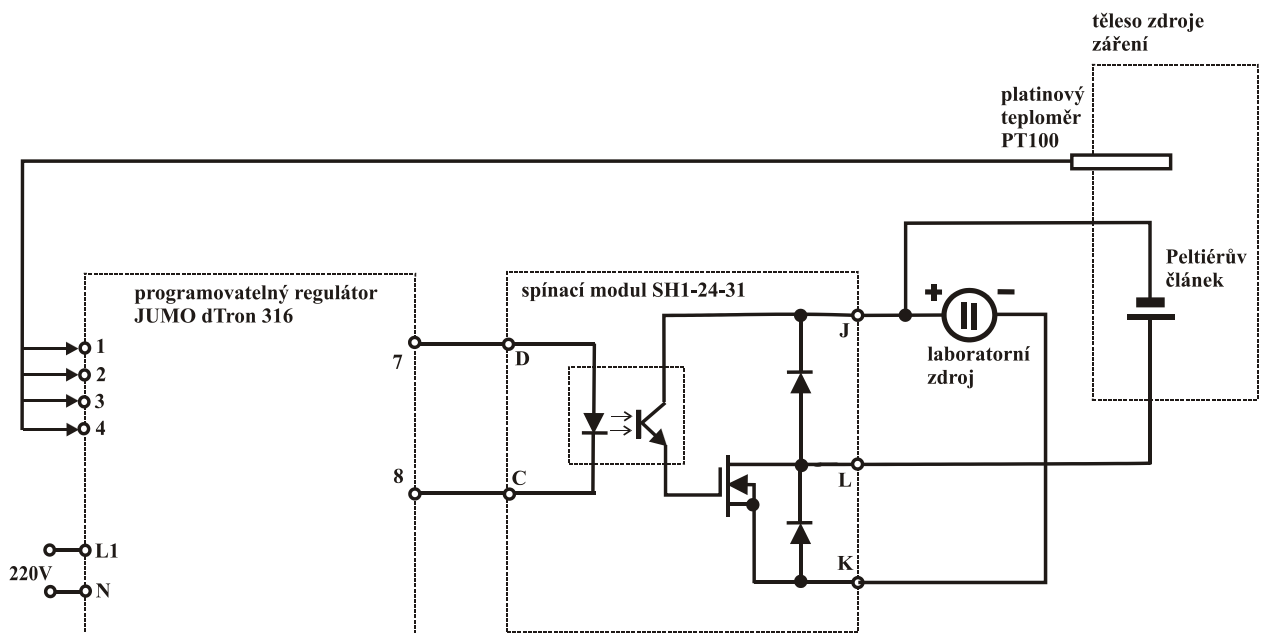 těleso zdroje
záření
platinový
teploměr
PT100
Peltiérův
článek
programovatelný regulátor
JUMO dTron 316
spínací modul SH1-24-31
+
–
laboratorní
zdroj
1
2
3
4
7
8
D
C
J
L
K
L1
220V
N